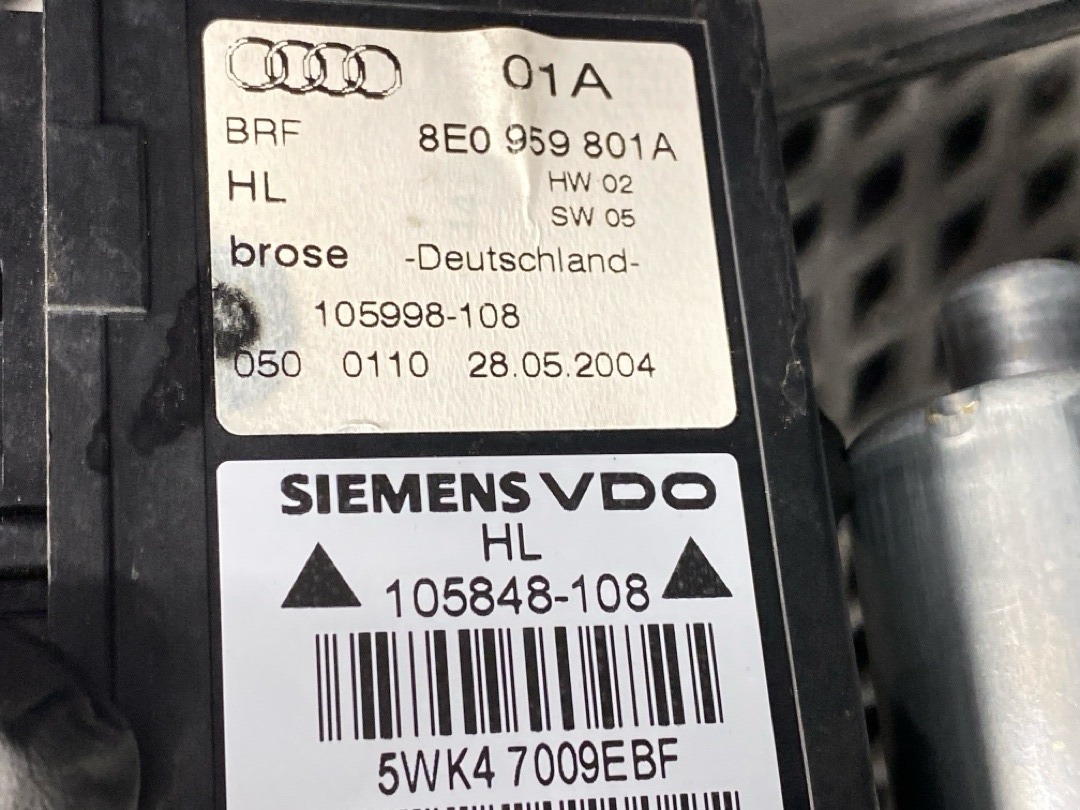 01A
BRF 8E0 959 801A
HL HW 02
SW 05
brose -Deutschland-
105998-108
050 0110 28.05.2004
SIEMENS VDO
HL
105848-108
5WK4 7009EBF